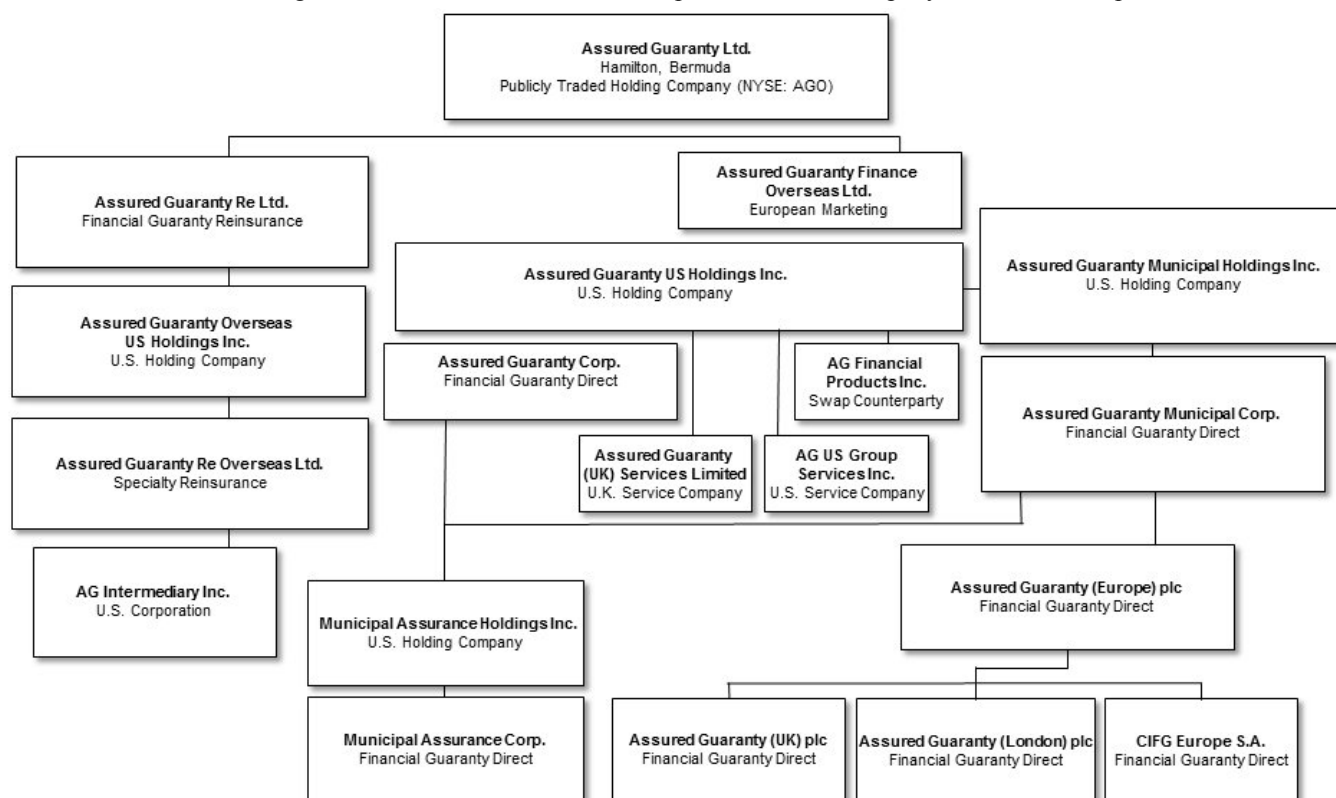 Assured Guaranty Ltd.
Hamilton, Bermuda
Publicly Traded Holding Company (NYSE: AGO)
Assured Guaranty Re Ltd.
Financial Guaranty Reinsurance
Assured Guaranty Finance
Overseas Ltd.
European Marketing
Assured Guaranty US Holdings Inc.
U.S. Holding Company
Assured Guaranty Municipal Holdings Inc.
U.S. Holding Company
Assured Guaranty Overseas
US Holdings Inc.
U.S. Holding Company
Assured Guaranty Corp.
Financial Guaranty Direct
AG Financial
Products Inc.
Swap Counterparty
Assured Guaranty Municipal Corp.
Financial Guaranty Direct
Assured Guaranty Re Overseas Ltd.
Specialty Reinsurance
Assured Guaranty
(UK) Services Limited
U.K. Service Company
AG US Group
Services Inc.
U.S. Service Company
AG Intermediary Inc.
U.S. Corporation
Municipal Assurance Holdings Inc.
U.S. Holding Company
Assured Guaranty (Europe) plc
Financial Guaranty Direct
Municipal Assurance Corp.
Financial Guaranty Direct
Assured Guaranty (UK) plc
Financial Guaranty Direct
Assured Guaranty (London) plc
Financial Guaranty Direct
CIFG Europe S.A.
Financial Guaranty Direct